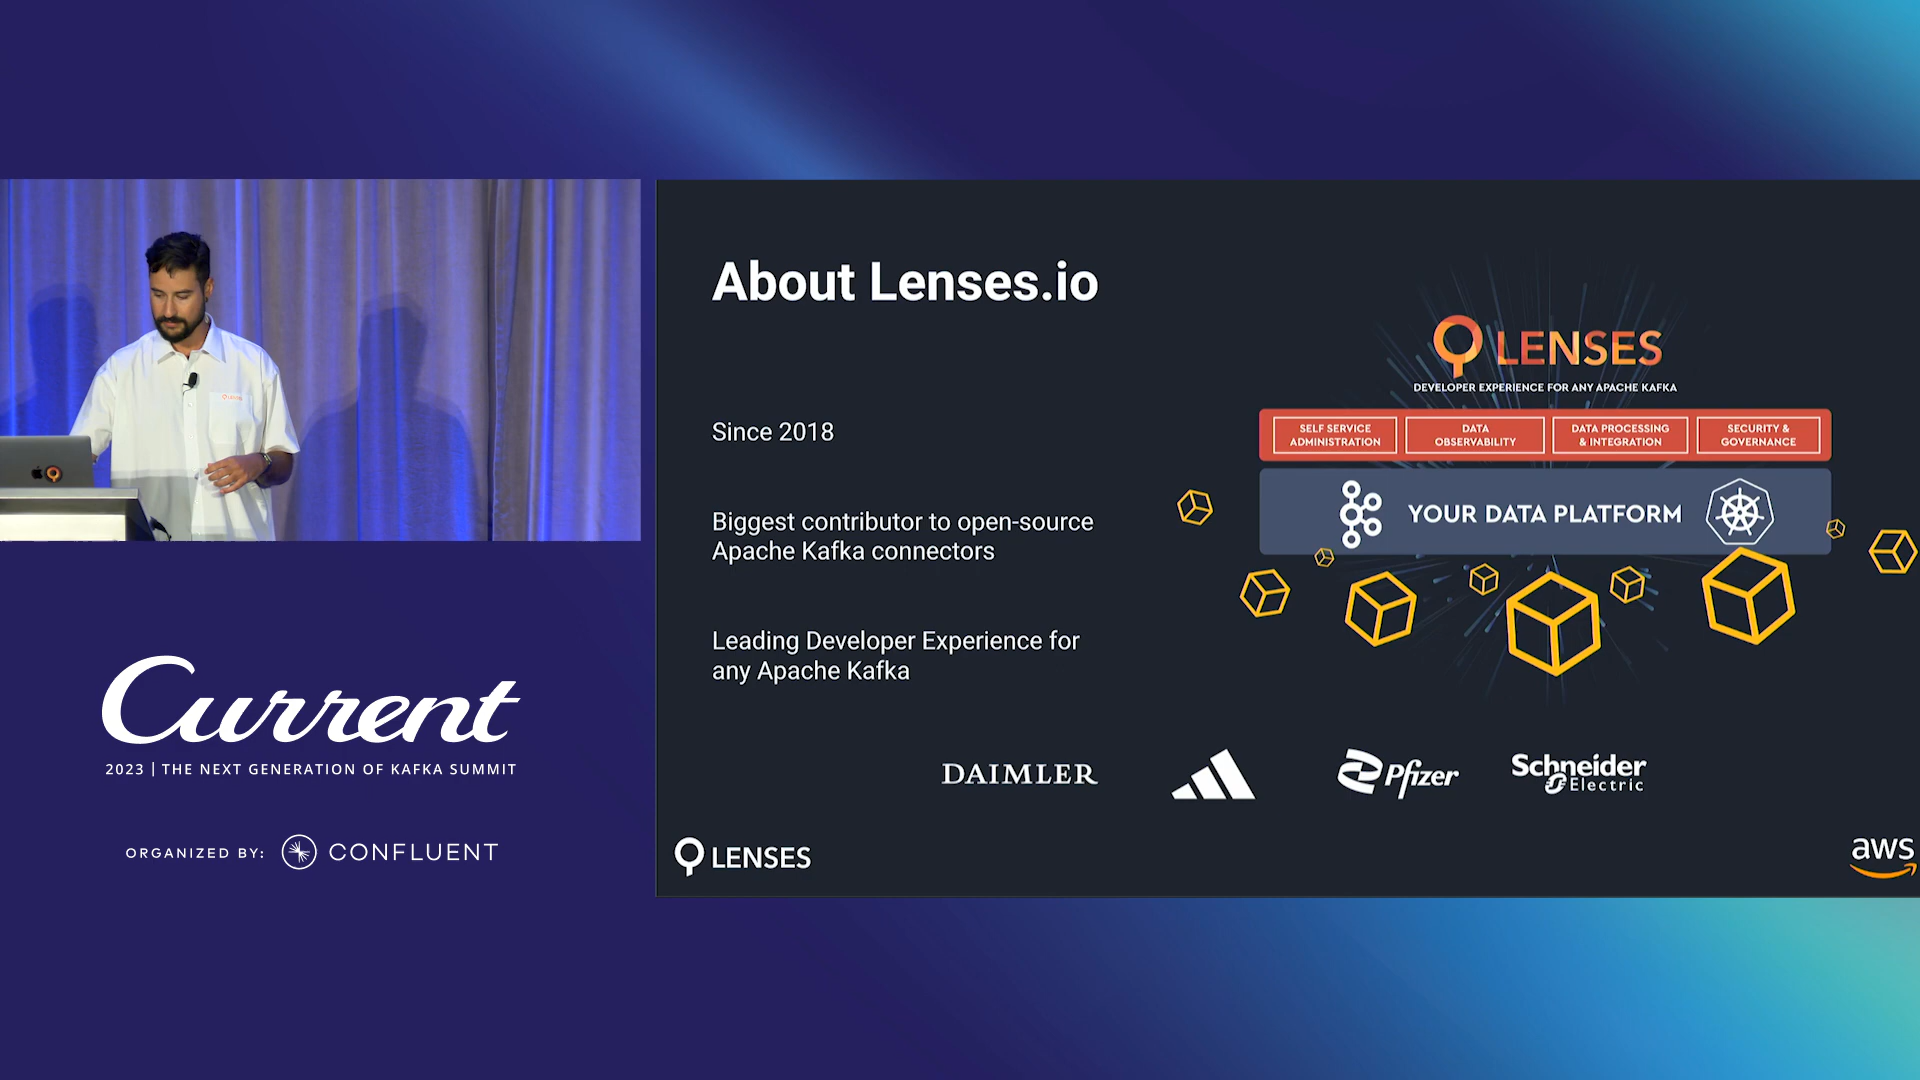 About Lenses.io
Since 2018
Biggest contributor to open-source
Apache Kafka connectors
Leading Developer Experience for
any Apache Kafka
LENSES
DEVELOPER EXPERIENCE FOR ANY APACHE KAFKA
SELF SERVICE
ADMINISTRATION
DATA
OBSERVABILITY
DATA PROCESSING
& INTEGRATION
SECURITY &
GOVERNANCE
YOUR DATA PLATFORM
DAIMLER
Pfizer
Schneider
Electric
LENSES
aws
Current
2023 | THE NEXT GENERATION OF KAFKA SUMMIT
ORGANIZED BY: CONFLUENT
LENSES